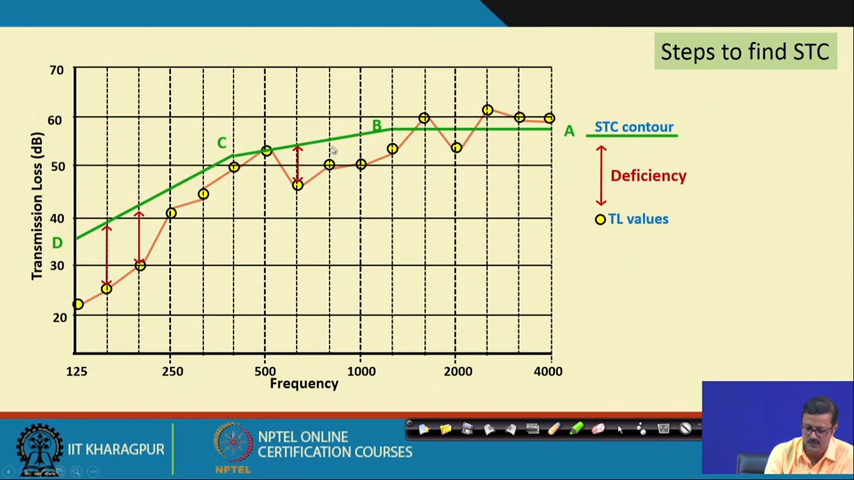 Steps to find STC
70
60
50
40
30
20
Transmission Loss (dB)
D
C
B
A
STC contour
Deficiency
TL values
125
250
500
1000
2000
4000
Frequency
IIT KHARAGPUR
NPTEL
NPTEL ONLINE
CERTIFICATION COURSES